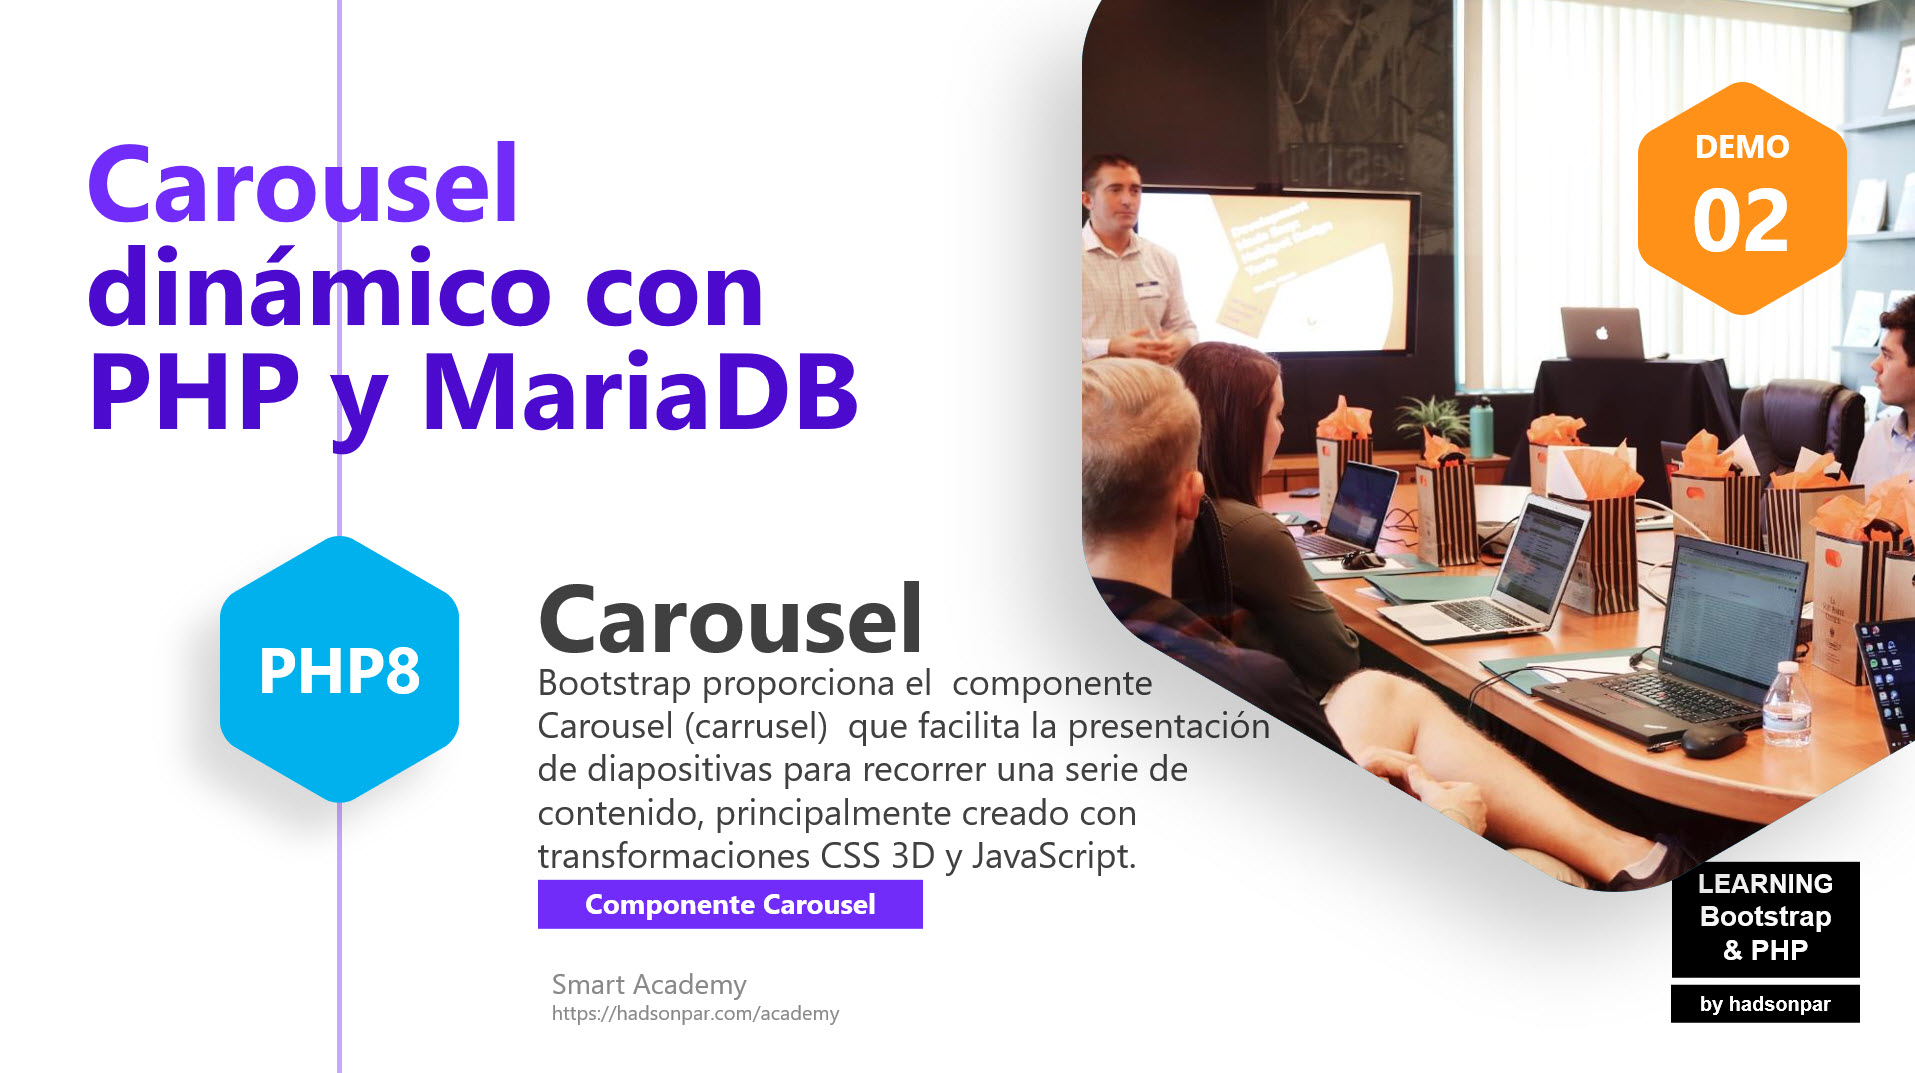 Carousel
dinámico con
PHP y MariaDB
DEMO
02
Development
Tools
PHP8
Carousel
Bootstrap proporciona el  componente
Carousel (carrusel)  que facilita la presentación
de diapositivas para recorrer una serie de
contenido, principalmente creado con
transformaciones CSS 3D y JavaScript.
Componente Carousel
Smart Academy
https://hadsonpar.com/academy
LEARNING
Bootstrap
& PHP
by hadsonpar